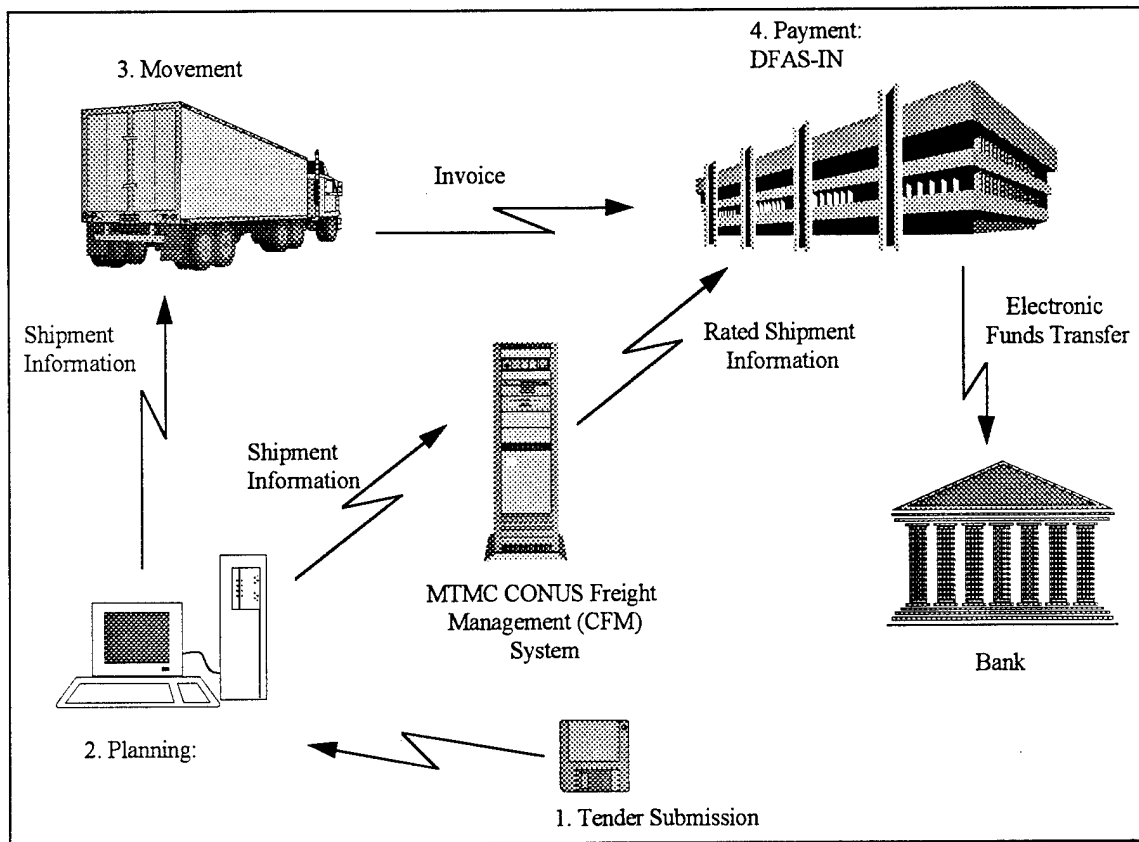 4. Payment:
DFAS-IN
3. Movement
Invoice
Shipment
Information
Rated Shipment
Information
Electronic
Funds Transfer
Shipment
Information
MTMC CONUS Freight
Management (CFM)
System
Bank
2. Planning:
1. Tender Submission